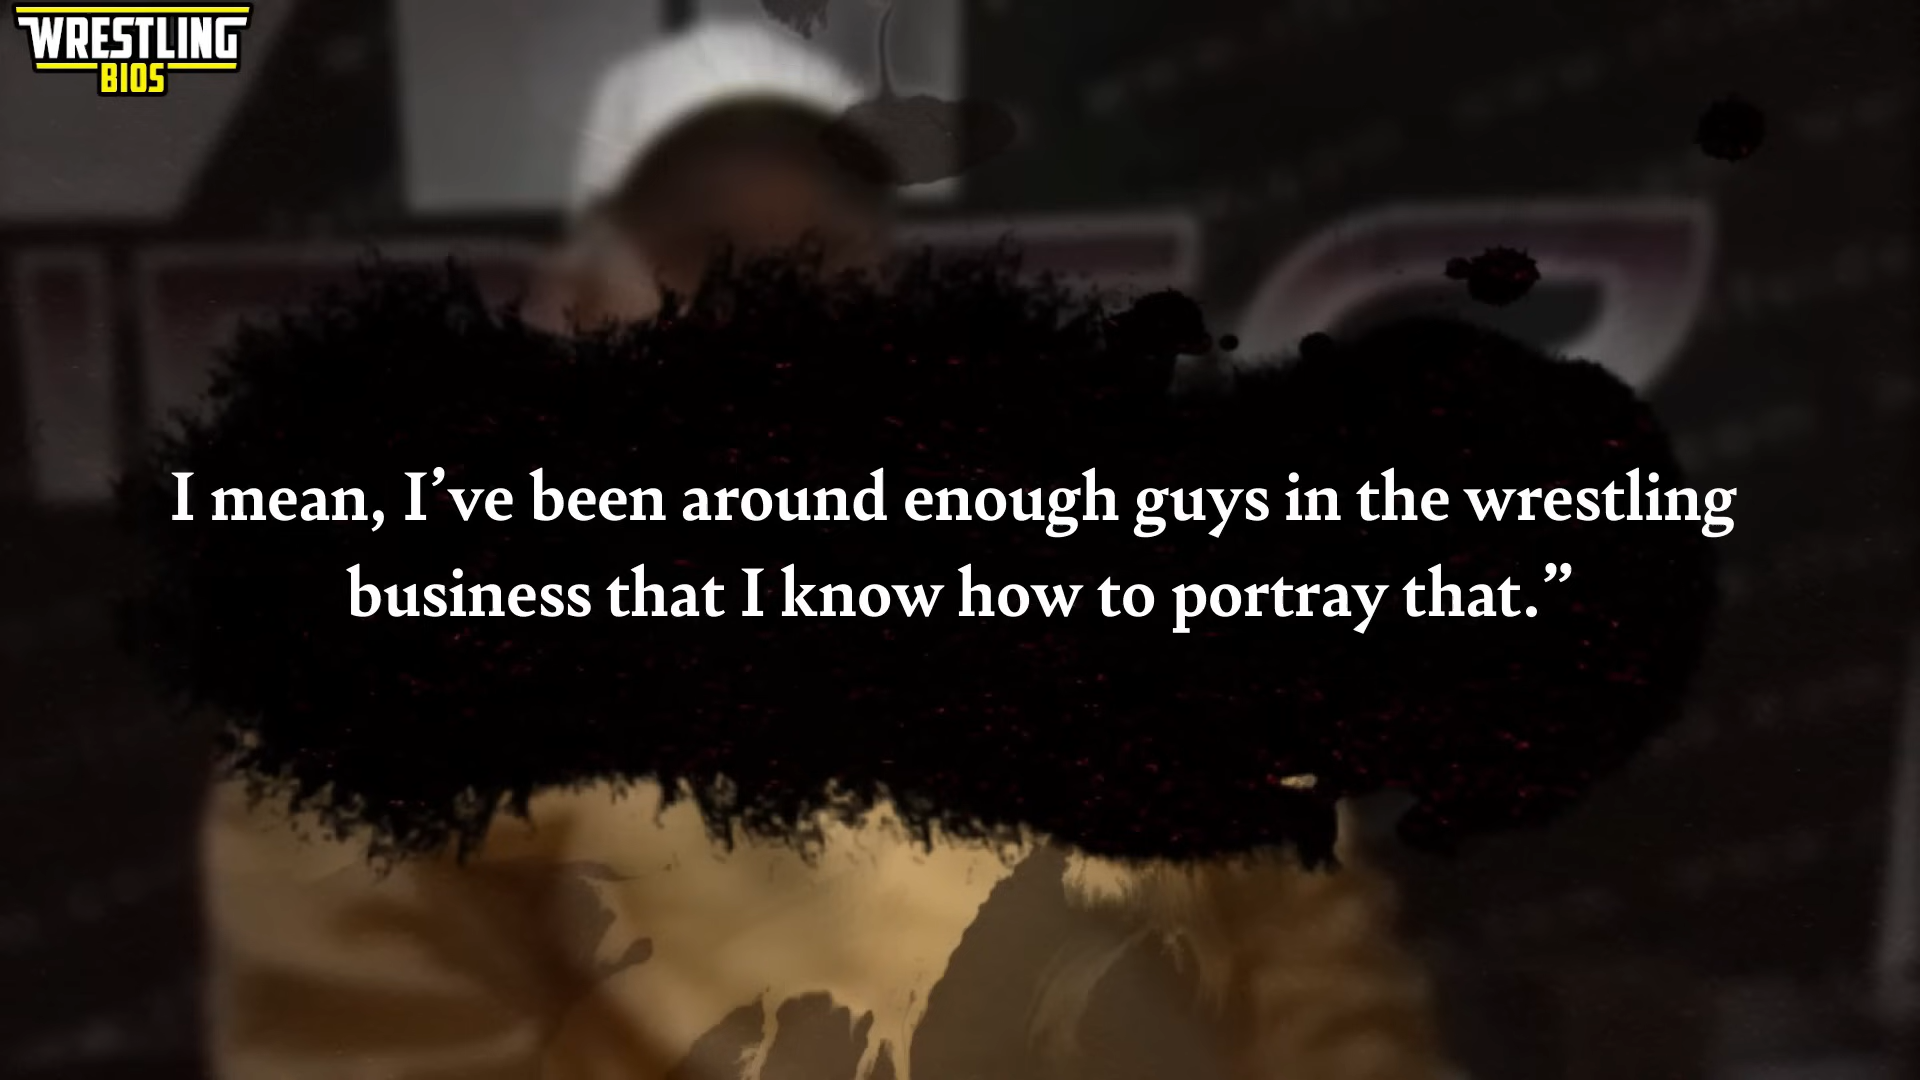 WRESTLING
BIOS
I mean, I’ve been around enough guys in the wrestling
business that I know how to portray that.”